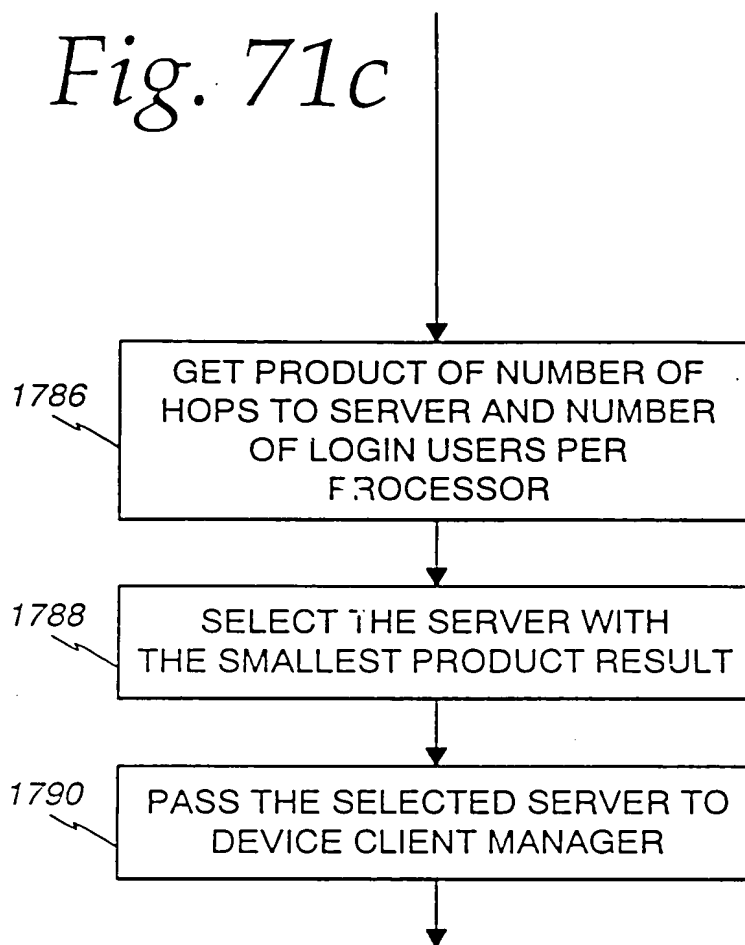 Fig. 71c
1786
GET PRODUCT OF NUMBER OF
HOPS TO SERVER AND NUMBER
OF LOGIN USERS PER
PROCESSOR
1788
SELECT THE SERVER WITH
THE SMALLEST PRODUCT RESULT
1790
PASS THE SELECTED SERVER TO
DEVICE CLIENT MANAGER